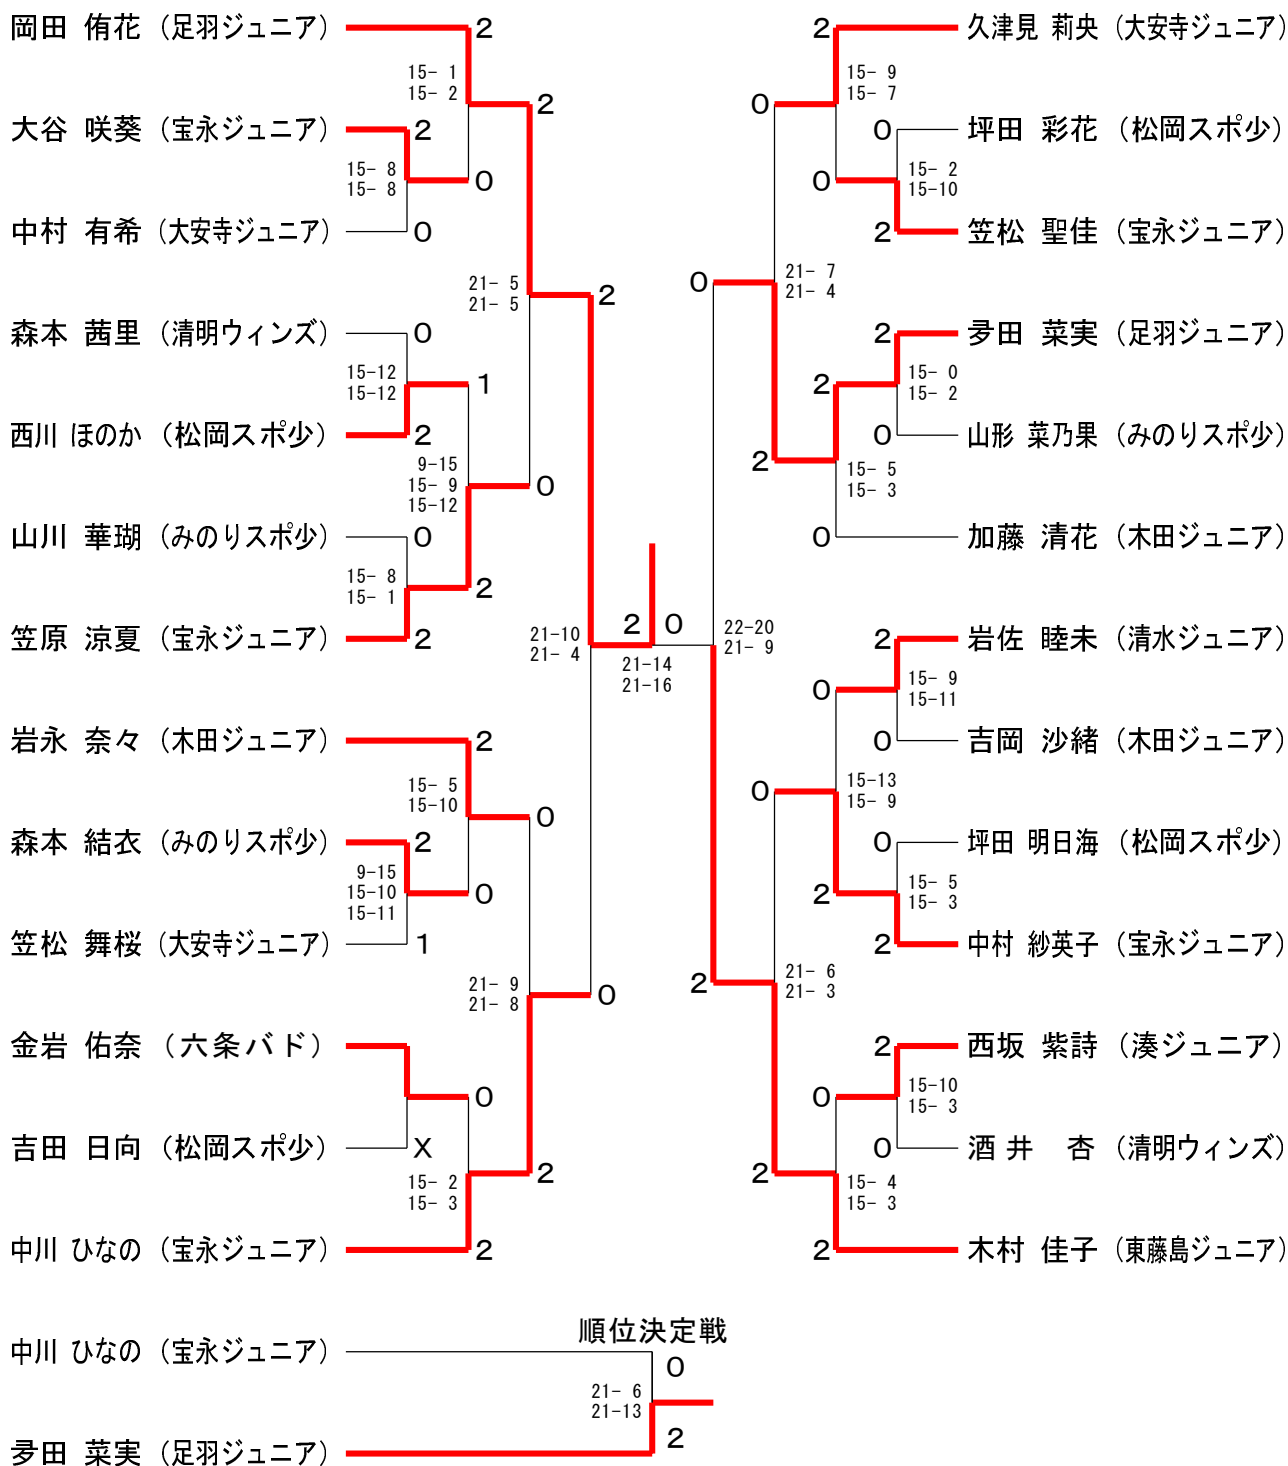 岡田 侑花 (足羽ジュニア) 2
15- 1
15- 2
2
大谷 咲葵 (宝永ジュニア) 2
15- 8
15- 8
0
中村 有希 (大安寺ジュニア) 0
21- 5
21- 5
2
森本 茜里 (清明ウィンズ) 0
15-12
15-12
1
西川 ほのか (松岡スポ少) 2
9-15
15- 9
15-12
0
山川 華瑚 (みのりスポ少) 0
15- 8
15- 1
2
笠原 涼夏 (宝永ジュニア) 2
21-10
21- 4
2 0
21-14
21-16
岩永 奈々 (木田ジュニア) 2
15- 5
15-10
0
森本 結衣 (みのりスポ少) 2
9-15
15-10
15-11
0
笠松 舞桜 (大安寺ジュニア) 1
21- 9
21- 8
0
金岩 佑奈 (六条バド)
0
吉田 日向 (松岡スポ少) X
15- 2
15- 3
2
中川 ひなの (宝永ジュニア) 2
2 久津見 莉央 (大安寺ジュニア)
15- 9
15- 7
0
0 坪田 彩花 (松岡スポ少)
15- 2
15-10
0
2 笠松 聖佳 (宝永ジュニア)
21- 7
21- 4
0
2 夛田 菜実 (足羽ジュニア)
15- 0
15- 2
2
0 山形 菜乃果 (みのりスポ少)
15- 5
15- 3
2
0 加藤 清花 (木田ジュニア)
22-20
21- 9
2 岩佐 睦未 (清水ジュニア)
15- 9
15-11
0
0 吉岡 沙緒 (木田ジュニア)
15-13
15- 9
0
0 坪田 明日海 (松岡スポ少)
15- 5
15- 3
2
2 中村 紗英子 (宝永ジュニア)
21- 6
21- 3
2
2 西坂 紫詩 (湊ジュニア)
15-10
15- 3
0
0 酒井 杏 (清明ウィンズ)
15- 4
15- 3
2
2 木村 佳子 (東藤島ジュニア)
順位決定戦
中川 ひなの (宝永ジュニア) 0
21- 6
21-13
夛田 菜実 (足羽ジュニア) 2